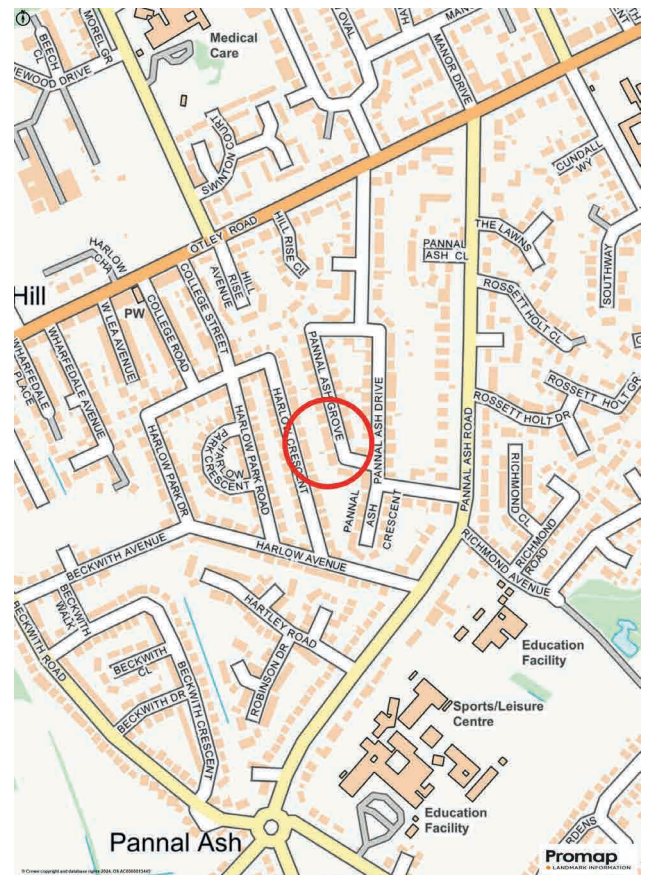 Medical
Care
BEECH
CL
MOREL GR
EWOOD DRIVE
OVAL
MANOR DRIVE
SWINTON COURT
CUNDALL
WY
OTLEY ROAD
HILL RISE CL
HILL
RISE
AVENUE
THE LAWNS
PANNAL
ASH CL
SOUTHWAY
HARLOW
CHA
Hill
PW
W LEA AVENUE
COLLEGE ROAD
COLLEGE STREET
ROSSETT HOLT CL
WHARFEDALE
PLACE
WHARFEDALE AVENUE
PANNAL ASH GROVE
PANNAL ASH DRIVE
PANNAL ASH ROAD
ROSSETT HOLT GR
ROSSETT HOLT DR
HARLOW CRESCENT
HARLOW PARK ROAD
HARLOW
PARK
CRESCENT
HARLOW PARK DR
RICHMOND
CL
PANNAL
ASH
CRESCENT
RICHMOND
ROAD
RICHMOND AVENUE
HARLOW AVENUE
BECKWITH AVENUE
BECKWITH
WALK
HARTLEY ROAD
BECKWITH ROAD
BECKWITH
CL
ROBINSON DR
BECKWITH DR
BECKWITH CRESCENT
Education
Facility
Sports/Leisure
Centre
Education
Facility
Pannal Ash
RDENS
Promap
LANDMARK INFORMATION